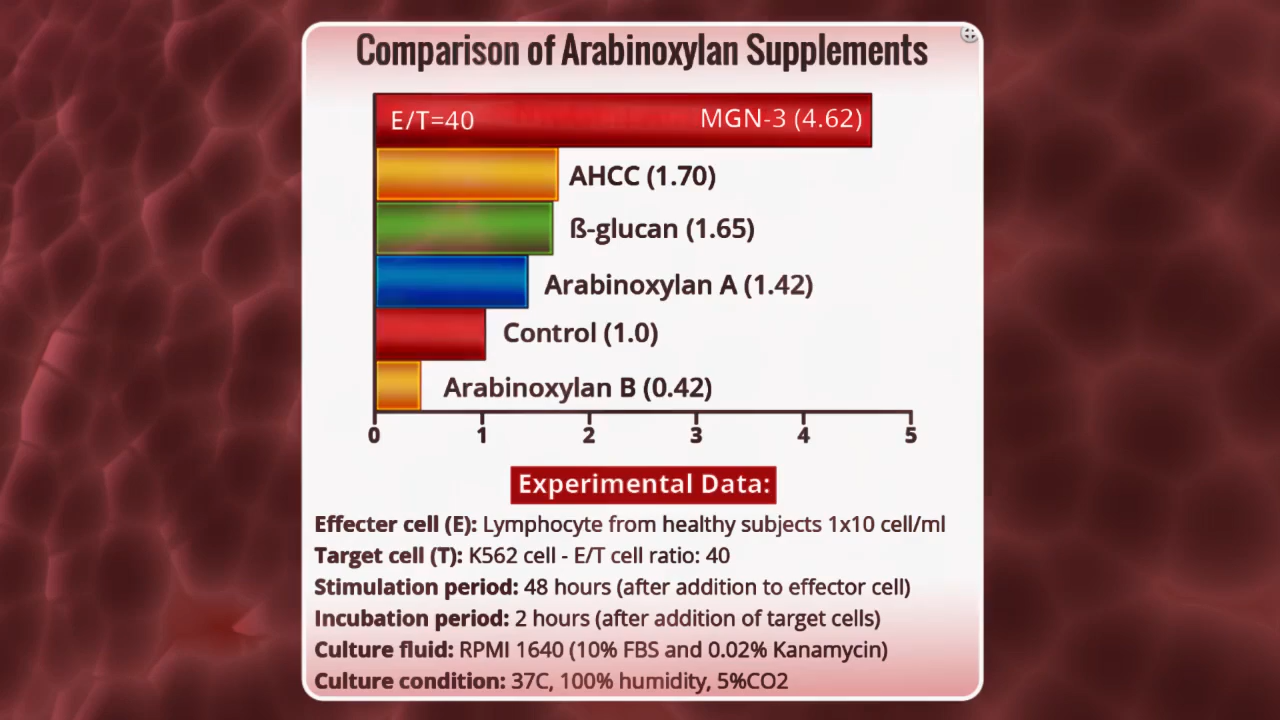 Comparison of Arabinoxylan Supplements
E/T=40 MGN-3 (4.62)
AHCC (1.70)
ß-glucan (1.65)
Arabinoxylan A (1.42)
Control (1.0)
Arabinoxylan B (0.42)
0 1 2 3 4 5
Experimental Data:
Effecter cell (E): Lymphocyte from healthy subjects 1x10 cell/ml
Target cell (T): K562 cell - E/T cell ratio: 40
Stimulation period: 48 hours (after addition to effector cell)
Incubation period: 2 hours (after addition of target cells)
Culture fluid: RPMI 1640 (10% FBS and 0.02% Kanamycin)
Culture condition: 37C, 100% humidity, 5%CO2